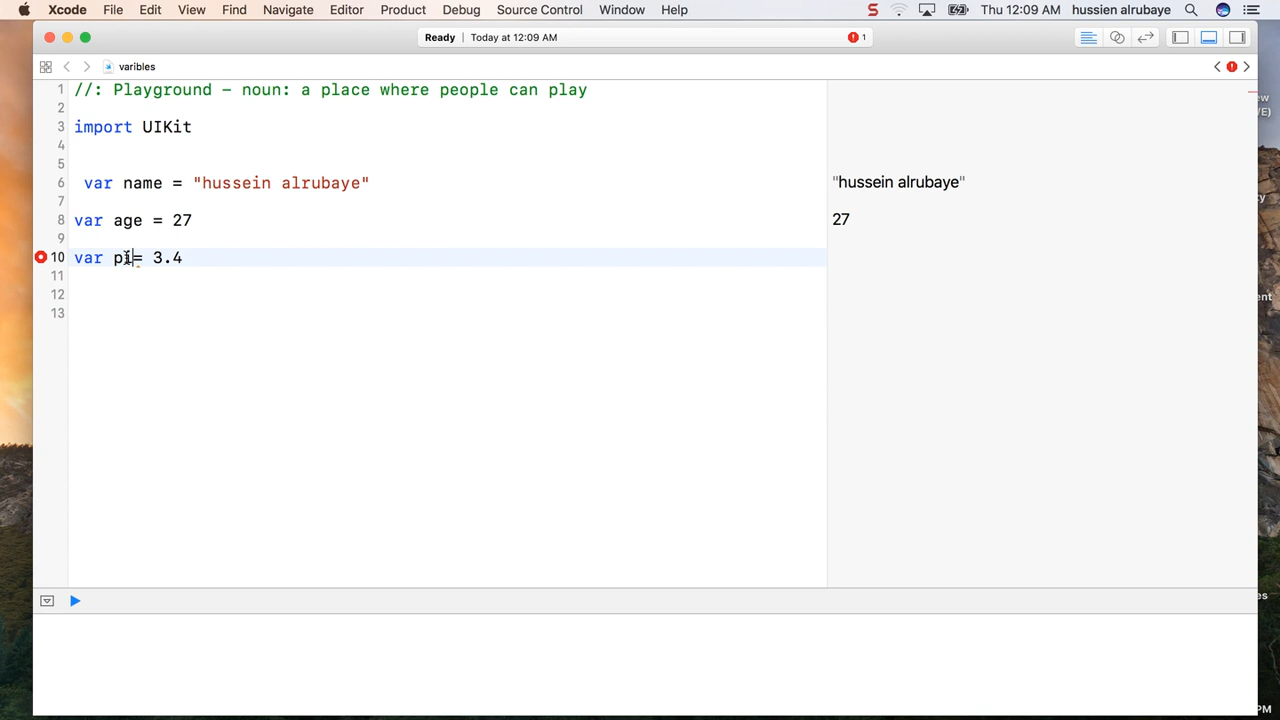 Xcode File Edit View Find Navigate Editor Product Debug Source Control Window Help S Thu 12:09 AM hussien alrubaye
Ready | Today at 12:09 AM 1
varibles
1 //: Playground – noun: a place where people can play
2
3 import UIKit
4
5
6 var name = "hussein alrubaye" "hussein alrubaye"
7
8 var age = 27 27
9
10 var pi= 3.4
11
12
13